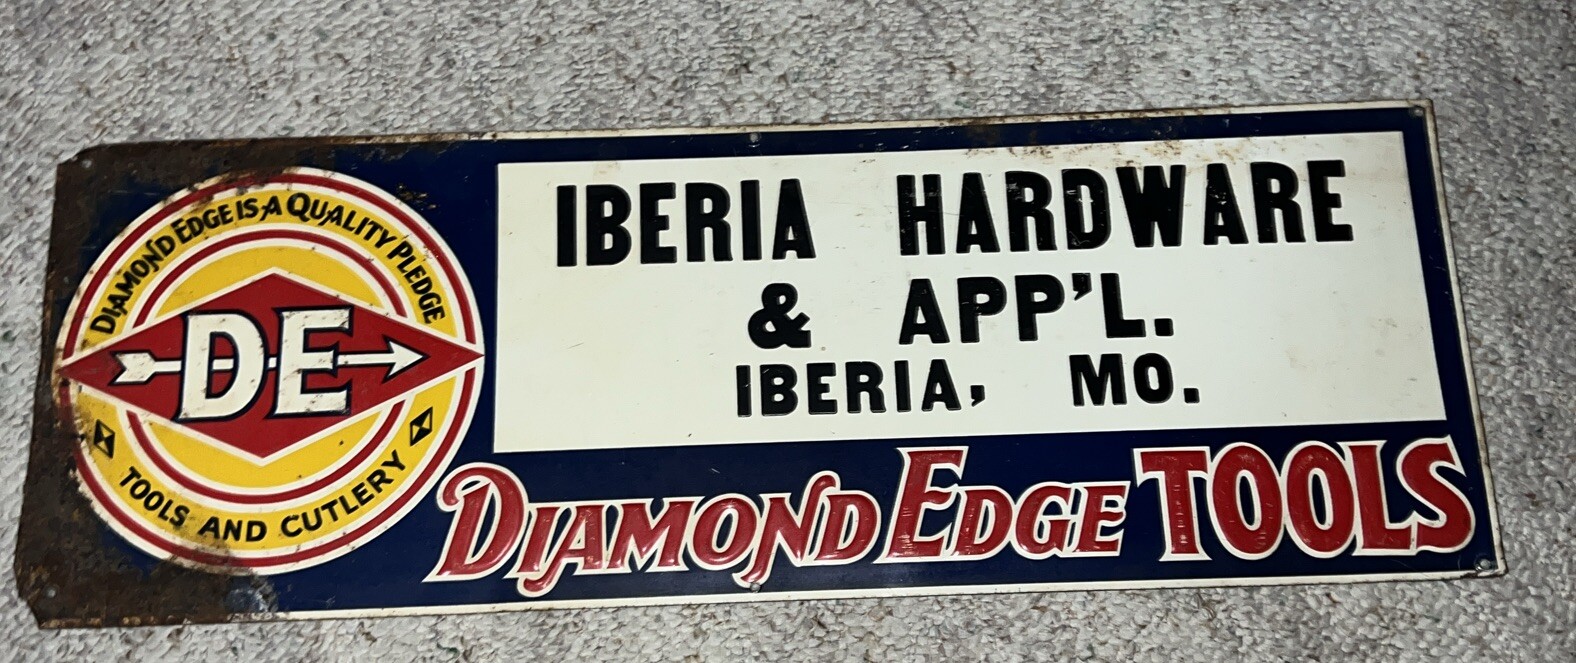 DIAMOND EDGE IS A QUALITY PLEDGE
DE
TOOLS AND CUTLERY
IBERIA HARDWARE
& APP'L.
IBERIA, MO.
DIAMOND EDGE TOOLS